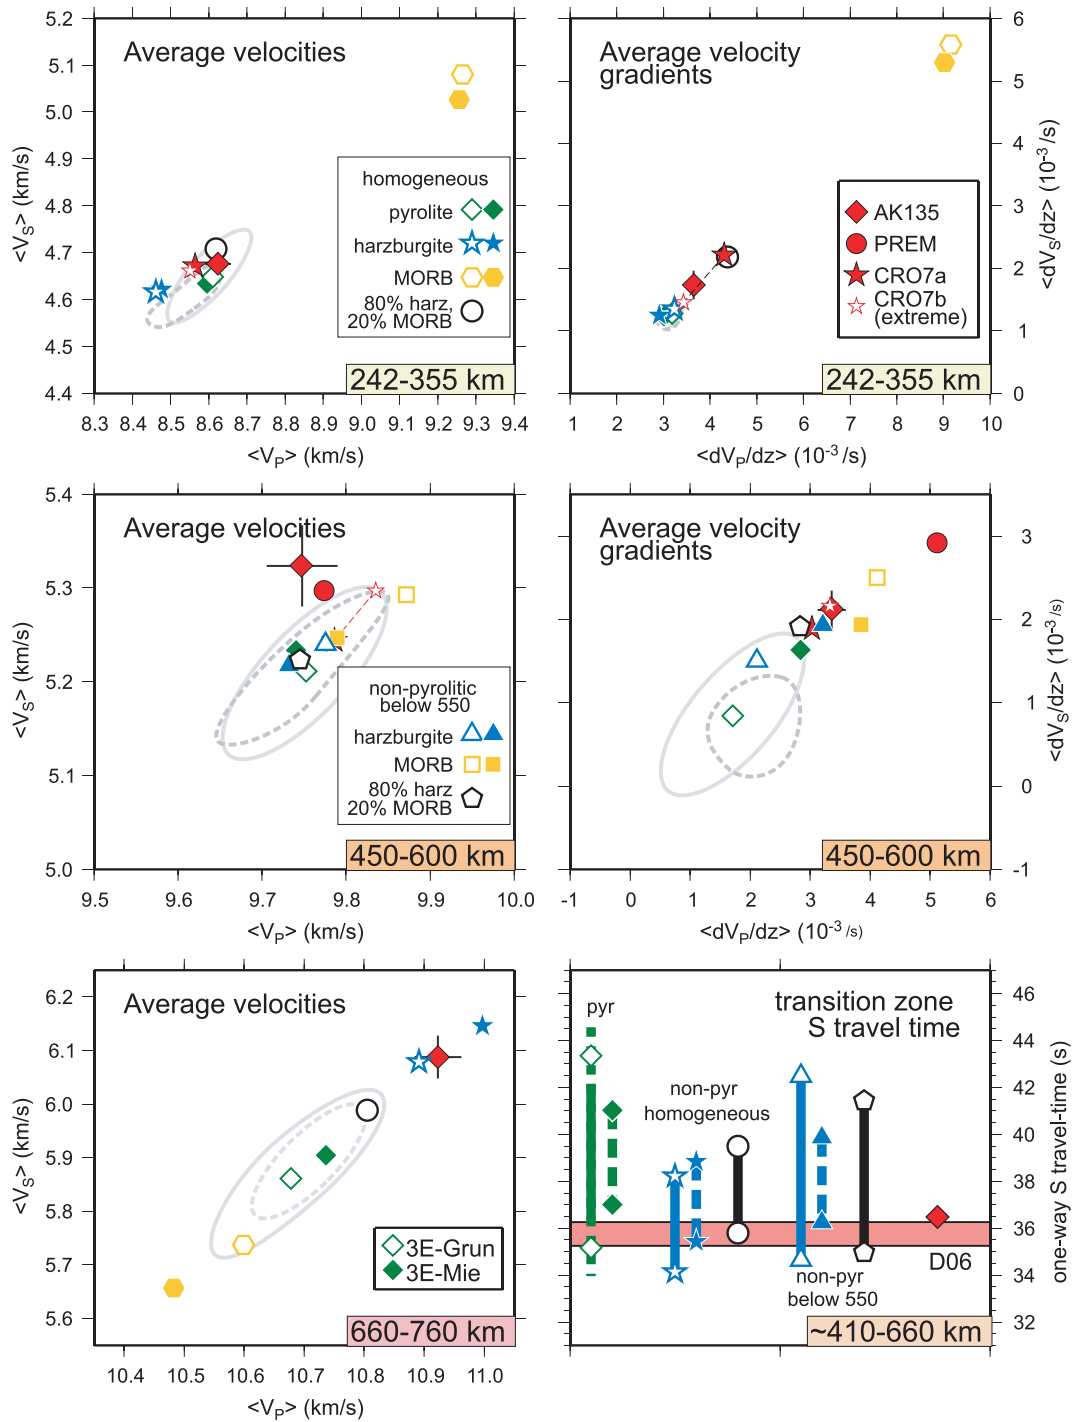 Average velocities
5.2
5.1
5.0
4.9
4.8
4.7
4.6
4.5
4.4
<V_S> (km/s)
homogeneous
pyrolite
harzburgite
MORB
80% harz,
20% MORB
242-355 km
8.3 8.4 8.5 8.6 8.7 8.8 8.9 9.0 9.1 9.2 9.3 9.4
<V_P> (km/s)
Average velocity
gradients
6
5
4
3
2
1
0
<dV_S/dz> (10⁻³ /s)
AK135
PREM
CRO7a
CRO7b
(extreme)
242-355 km
1 2 3 4 5 6 7 8 9 10
<dV_P/dz> (10⁻³ /s)
Average velocities
5.4
5.3
5.2
5.1
5.0
<V_S> (km/s)
non-pyrolitic
below 550
harzburgite
MORB
80% harz
20% MORB
450-600 km
9.5 9.6 9.7 9.8 9.9 10.0
<V_P> (km/s)
Average velocity
gradients
3
2
1
0
-1
<dV_S/dz> (10⁻³ /s)
450-600 km
-1 0 1 2 3 4 5 6
<dV_P/dz> (10⁻³ /s)
Average velocities
6.2
6.1
6.0
5.9
5.8
5.7
5.6
<V_S> (km/s)
3E-Grun
3E-Mie
660-760 km
10.4 10.5 10.6 10.7 10.8 10.9 11.0
<V_P> (km/s)
transition zone
S travel time
pyr
non-pyr
homogeneous
non-pyr
below 550
D06
46
44
42
40
38
36
34
32
one-way S travel-time (s)
~410-660 km